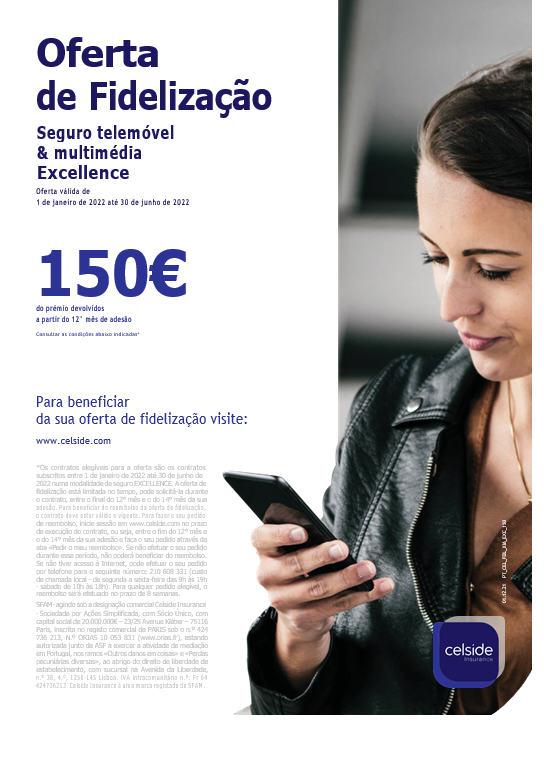 Oferta
de Fidelização
Seguro telemóvel
& multimédia
Excellence
Oferta válida de
1 de janeiro de 2022 até 30 de junho de 2022
150€
do prémio devolvidos
a partir do 12° mês de adesão
Consultar as condições abaixo indicadas*
Para beneficiar
da sua oferta de fidelização visite:
www.celside.com
*Os contratos elegíveis para a oferta são os contratos
subscritos entre 1 de janeiro de 2022 até 30 de junho de
2022 numa modalidade de seguro EXCELLENCE. A oferta de
fidelização está limitada no tempo, pode solicitá-la durante
o contrato, entre o final do 12º mês e o do 14º mês da sua
adesão. Para beneficiar do reembolso da oferta de fidelização,
o contrato deve estar válido e vigente. Para fazer o seu pedido
de reembolso, inicie sessão em www.celside.com no prazo
de execução do contrato, ou seja, entre o fim do 12º mês e
o do 14º mês da sua adesão e faça o seu pedido através da
aba «Pedir o meu reembolso». Se não efetuar o seu pedido
durante esse período, não poderá beneficiar do reembolso.
Se não tiver acesso à Internet, pode efetuar o seu pedido
por telefone para o seguinte número: 210 608 331 (custo
de chamada local - de segunda a sexta-feira das 9h às 19h
- sábado de 10h às 18h). Para qualquer pedido elegível, o
reembolso será efetuado no prazo de 8 semanas.
SFAM- agindo sob a designação comercial Celside Insurance
- Sociedade por Ações Simplificada, com Sócio Único, com
capital social de 20.000.000€ – 23/25 Avenue Kléber – 75116
Paris, inscrita no registo comercial de PARIS sob o n.º 424
736 213, N.º ORIAS 10 053 831 (www.orias.fr), estando
autorizada junto da ASF a exercer a atividade de mediação
em Portugal, nos ramos «Outros danos em coisas» e «Perdas
pecuniárias diversas», ao abrigo do direito de liberdade de
estabelecimento, com sucursal na Avenida da Liberdade,
n.º 38, 4.º, 1250-145 Lisboa. IVA Intracomunitário n.º: Fr 64
424736213. Celside Insurance é uma marca registada de SFAM.
celside
insurance